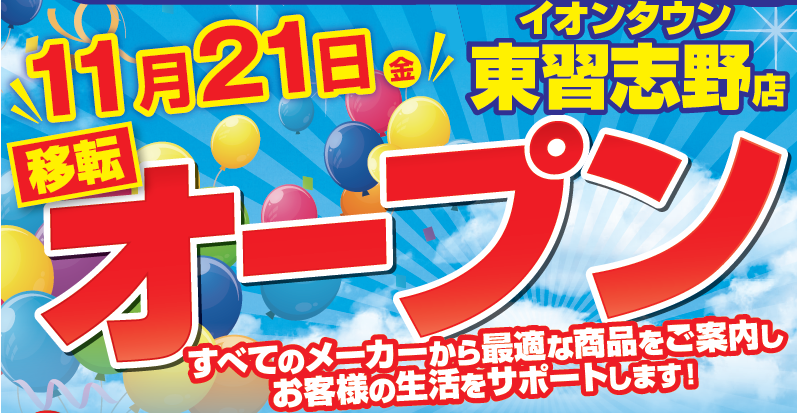 11月21日金
イオンタウン
東習志野店
移転
オープン
すべてのメーカーから最適な商品をご案内し
お客様の生活をサポートします!